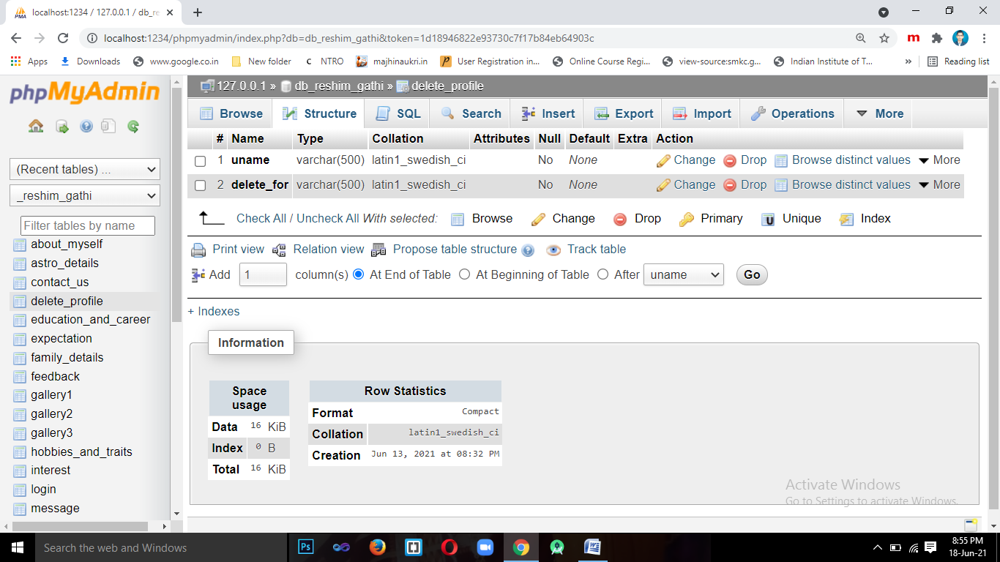 localhost:1234 / 127.0.0.1 / db_re
localhost:1234/phpmyadmin/index.php?db=db_reshim_gathi&token=1d18946822e93730c7f17b84eb64903c
Apps Downloads www.google.co.in New folder NTRO majhinaukri.in User Registration in... Online Course Regi... view-source:smkc.g... Indian Institute of T... » Reading list
phpMyAdmin
(Recent tables) ...
_reshim_gathi
Filter tables by name
about_myself
astro_details
contact_us
delete_profile
education_and_career
expectation
family_details
feedback
gallery1
gallery2
gallery3
hobbies_and_traits
interest
login
message
127.0.0.1 » db_reshim_gathi » delete_profile
Browse Structure SQL Search Insert Export Import Operations More
# Name Type Collation Attributes Null Default Extra Action
1 uname varchar(500) latin1_swedish_ci No None Change Drop Browse distinct values More
2 delete_for varchar(500) latin1_swedish_ci No None Change Drop Browse distinct values More
Check All / Uncheck All With selected: Browse Change Drop Primary Unique Index
Print view Relation view Propose table structure Track table
Add 1 column(s) At End of Table At Beginning of Table After uname Go
+ Indexes
Information
Space usage
Data 16 KiB
Index 0 B
Total 16 KiB
Row Statistics
Format Compact
Collation latin1_swedish_ci
Creation Jun 13, 2021 at 08:32 PM
Activate Windows
Go to Settings to activate Windows.
Search the web and Windows
8:55 PM
18-Jun-21